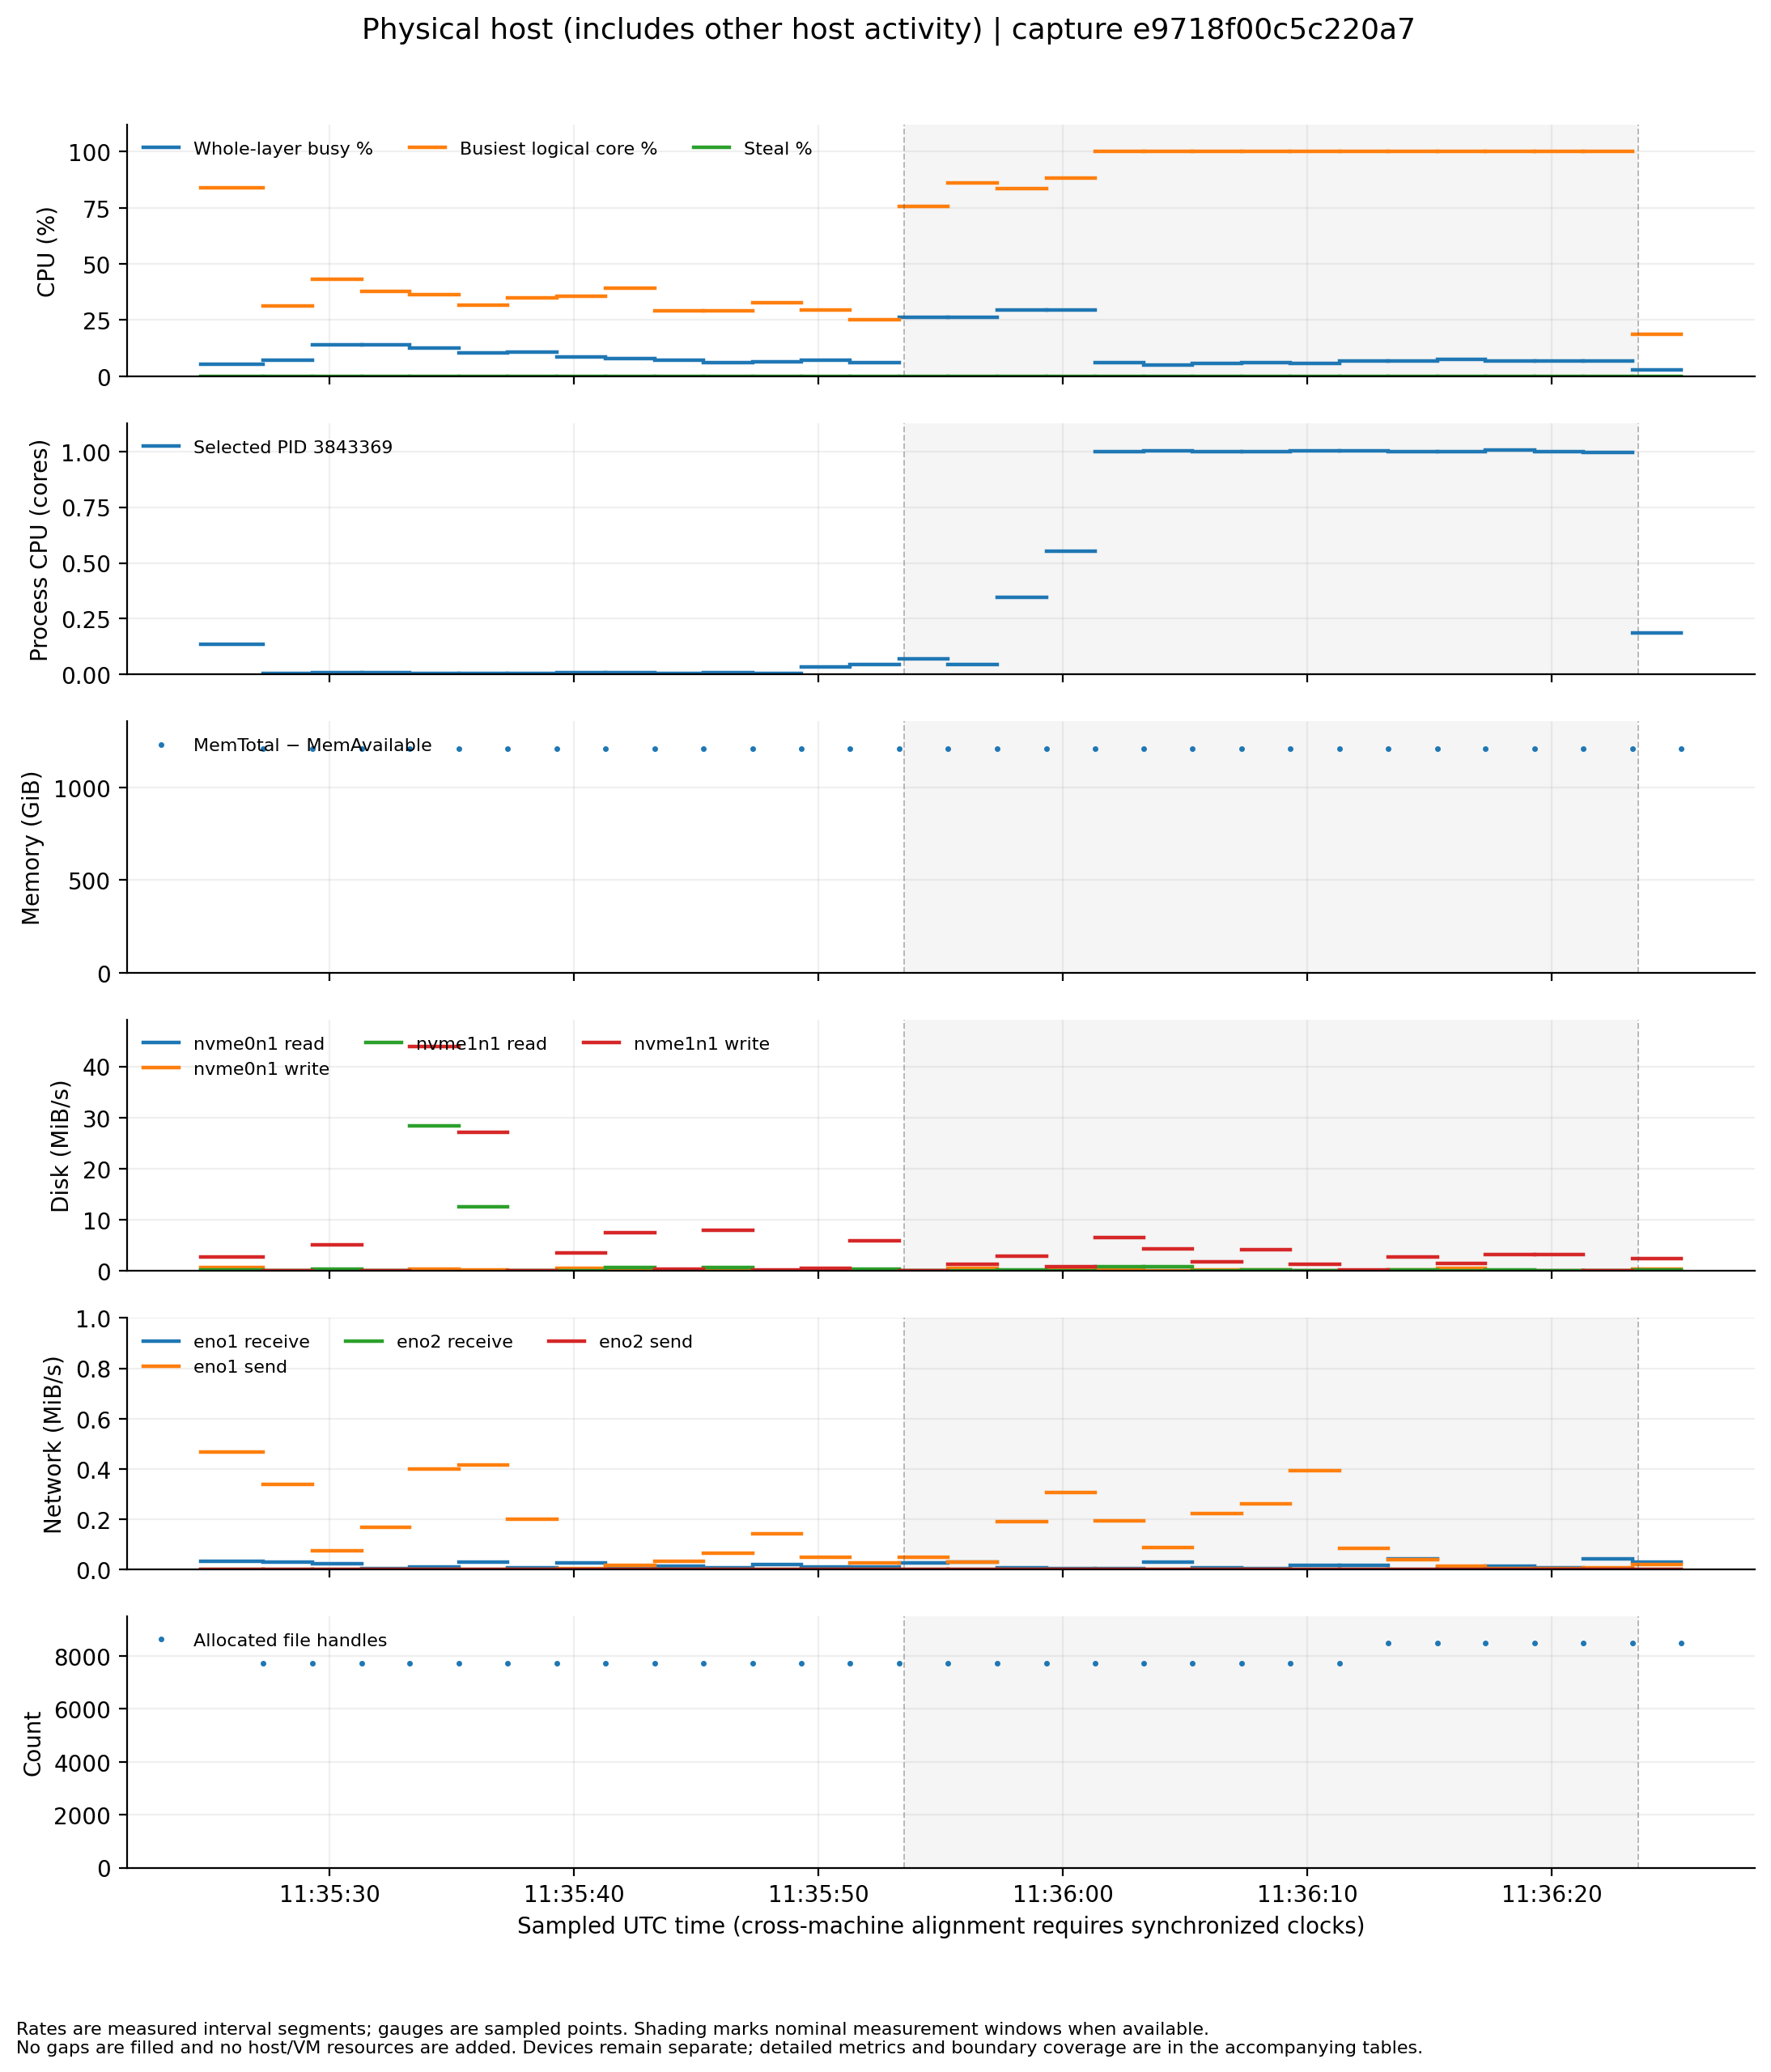 Physical host (includes other host activity) | capture e9718f00c5c220a7
Whole-layer busy %
Busiest logical core %
Steal %
CPU (%)
100
75
50
25
0
Selected PID 3843369
Process CPU (cores)
1.00
0.75
0.50
0.25
0.00
MemTotal − MemAvailable
Memory (GiB)
1000
500
0
nvme0n1 read
nvme1n1 read
nvme1n1 write
nvme0n1 write
Disk (MiB/s)
40
30
20
10
0
eno1 receive
eno2 receive
eno2 send
eno1 send
Network (MiB/s)
1.0
0.8
0.6
0.4
0.2
0.0
Allocated file handles
Count
8000
6000
4000
2000
0
11:35:30
11:35:40
11:35:50
11:36:00
11:36:10
11:36:20
Sampled UTC time (cross-machine alignment requires synchronized clocks)
Rates are measured interval segments; gauges are sampled points. Shading marks nominal measurement windows when available.
No gaps are filled and no host/VM resources are added. Devices remain separate; detailed metrics and boundary coverage are in the accompanying tables.